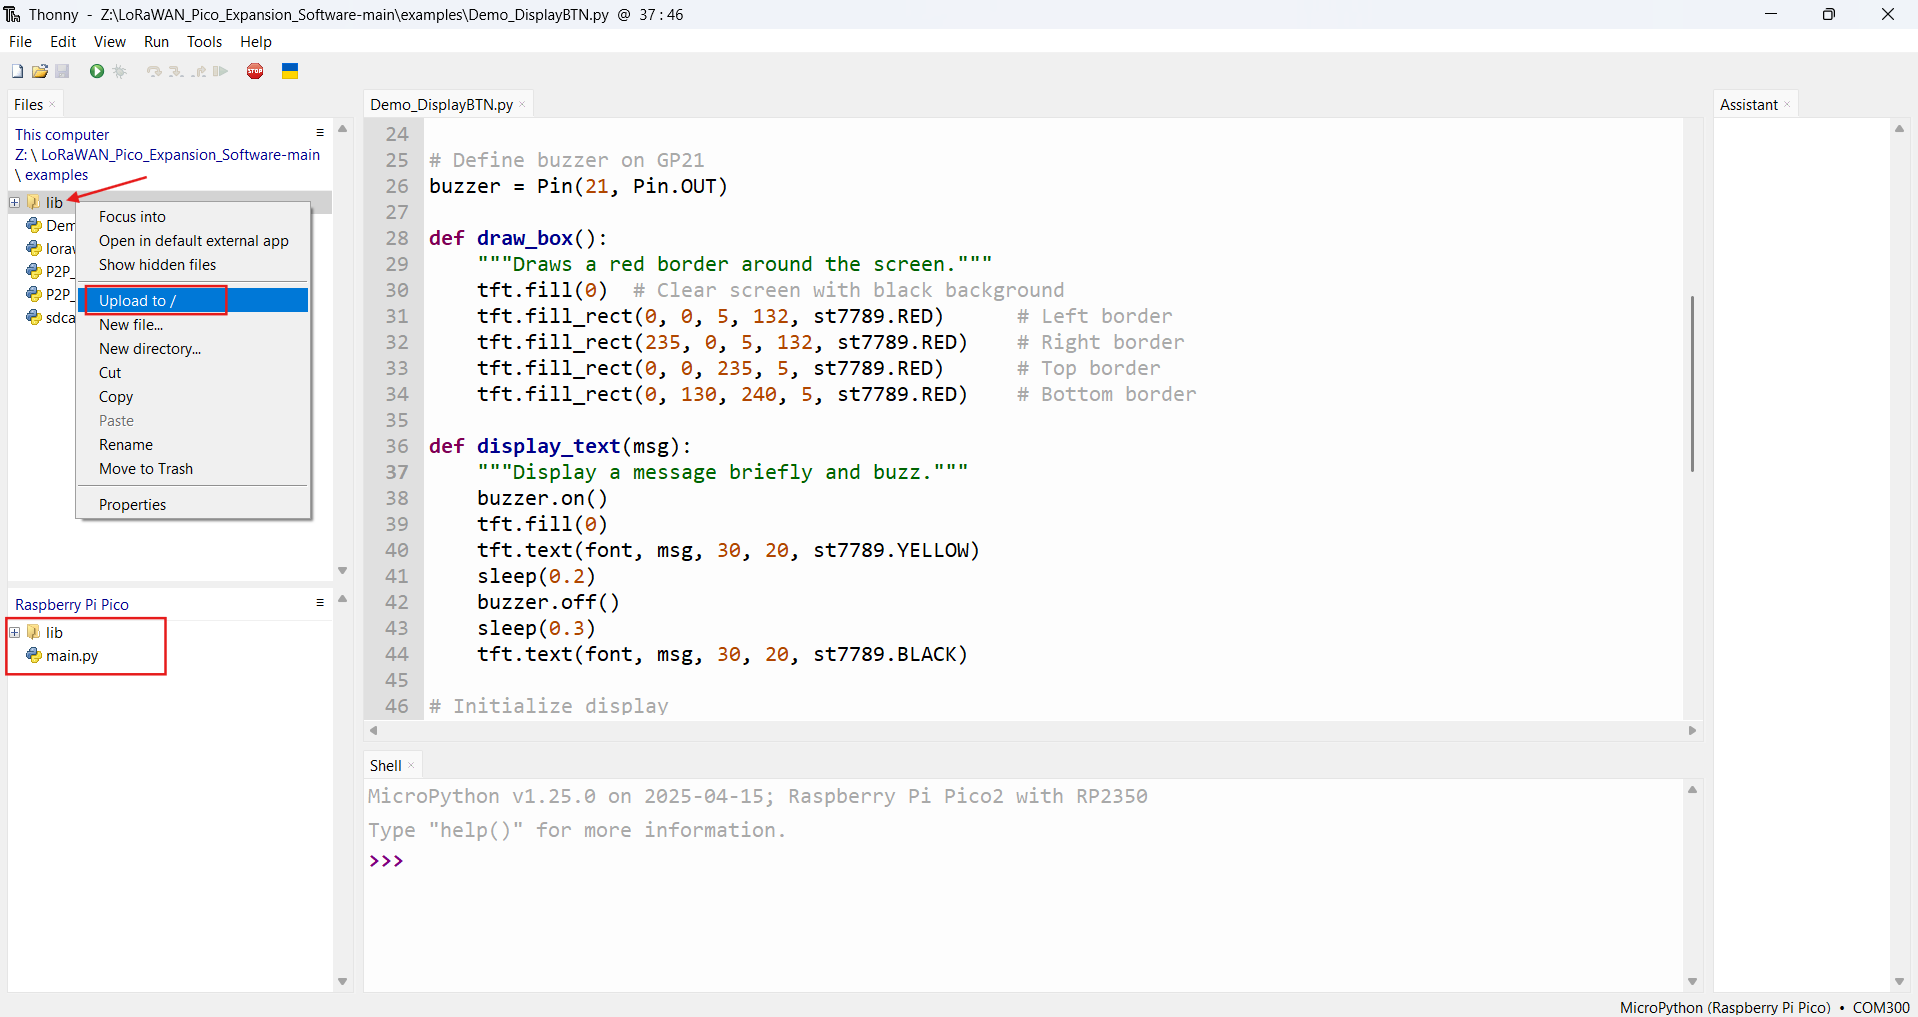 Thonny - Z:\LoRaWAN_Pico_Expansion_Software-main\examples\Demo_DisplayBTN.py @ 37 : 46
File Edit View Run Tools Help
STOP
Files ×
This computer
Z: \ LoRaWAN_Pico_Expansion_Software-main
\ examples
lib
Dem
lorav
P2P_
P2P_
sdca
Focus into
Open in default external app
Show hidden files
Upload to /
New file...
New directory...
Cut
Copy
Paste
Rename
Move to Trash
Properties
Raspberry Pi Pico
lib
main.py
Demo_DisplayBTN.py ×
24
25 # Define buzzer on GP21
26 buzzer = Pin(21, Pin.OUT)
27
28 def draw_box():
29     """Draws a red border around the screen."""
30     tft.fill(0)  # Clear screen with black background
31     tft.fill_rect(0, 0, 5, 132, st7789.RED)      # Left border
32     tft.fill_rect(235, 0, 5, 132, st7789.RED)    # Right border
33     tft.fill_rect(0, 0, 235, 5, st7789.RED)      # Top border
34     tft.fill_rect(0, 130, 240, 5, st7789.RED)    # Bottom border
35
36 def display_text(msg):
37     """Display a message briefly and buzz."""
38     buzzer.on()
39     tft.fill(0)
40     tft.text(font, msg, 30, 20, st7789.YELLOW)
41     sleep(0.2)
42     buzzer.off()
43     sleep(0.3)
44     tft.text(font, msg, 30, 20, st7789.BLACK)
45
46 # Initialize display
Shell ×
MicroPython v1.25.0 on 2025-04-15; Raspberry Pi Pico2 with RP2350
Type "help()" for more information.
>>>
Assistant ×
MicroPython (Raspberry Pi Pico) • COM300